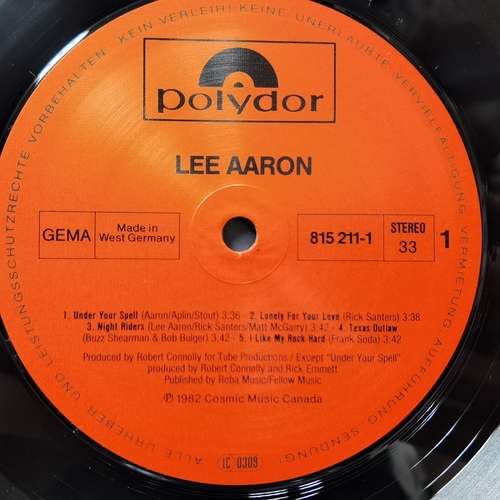 polydor
LEE AARON
GEMA
Made in
West Germany
815 211-1
STEREO
33
1
1. Under Your Spell (Aaron/Aplin/Stout) 3:36 - 2. Lonely For Your Love (Rick Santers) 3:38
3. Night Riders (Lee Aaron/Rick Santers/Matt McGarry) 3:42 - 4. Texas Outlaw
(Buzz Shearman & Bob Bulger) 3:42 - 5. I Like My Rock Hard (Frank Soda) 3:42
Produced by Robert Connolly for Tube Productions / Except "Under Your Spell"
produced by Robert Connolly and Rick Emmett
Published by Roba Music/Fellow Music
℗ 1982 Cosmic Music Canada
LC 0309
ALLE URHEBER- UND LEISTUNGSSCHUTZRECHTE VORBEHALTEN · KEIN VERLEIH! KEINE UNERLAUBTE VERVIELFÄLTIGUNG, VERMIETUNG, AUFFÜHRUNG, SENDUNG!